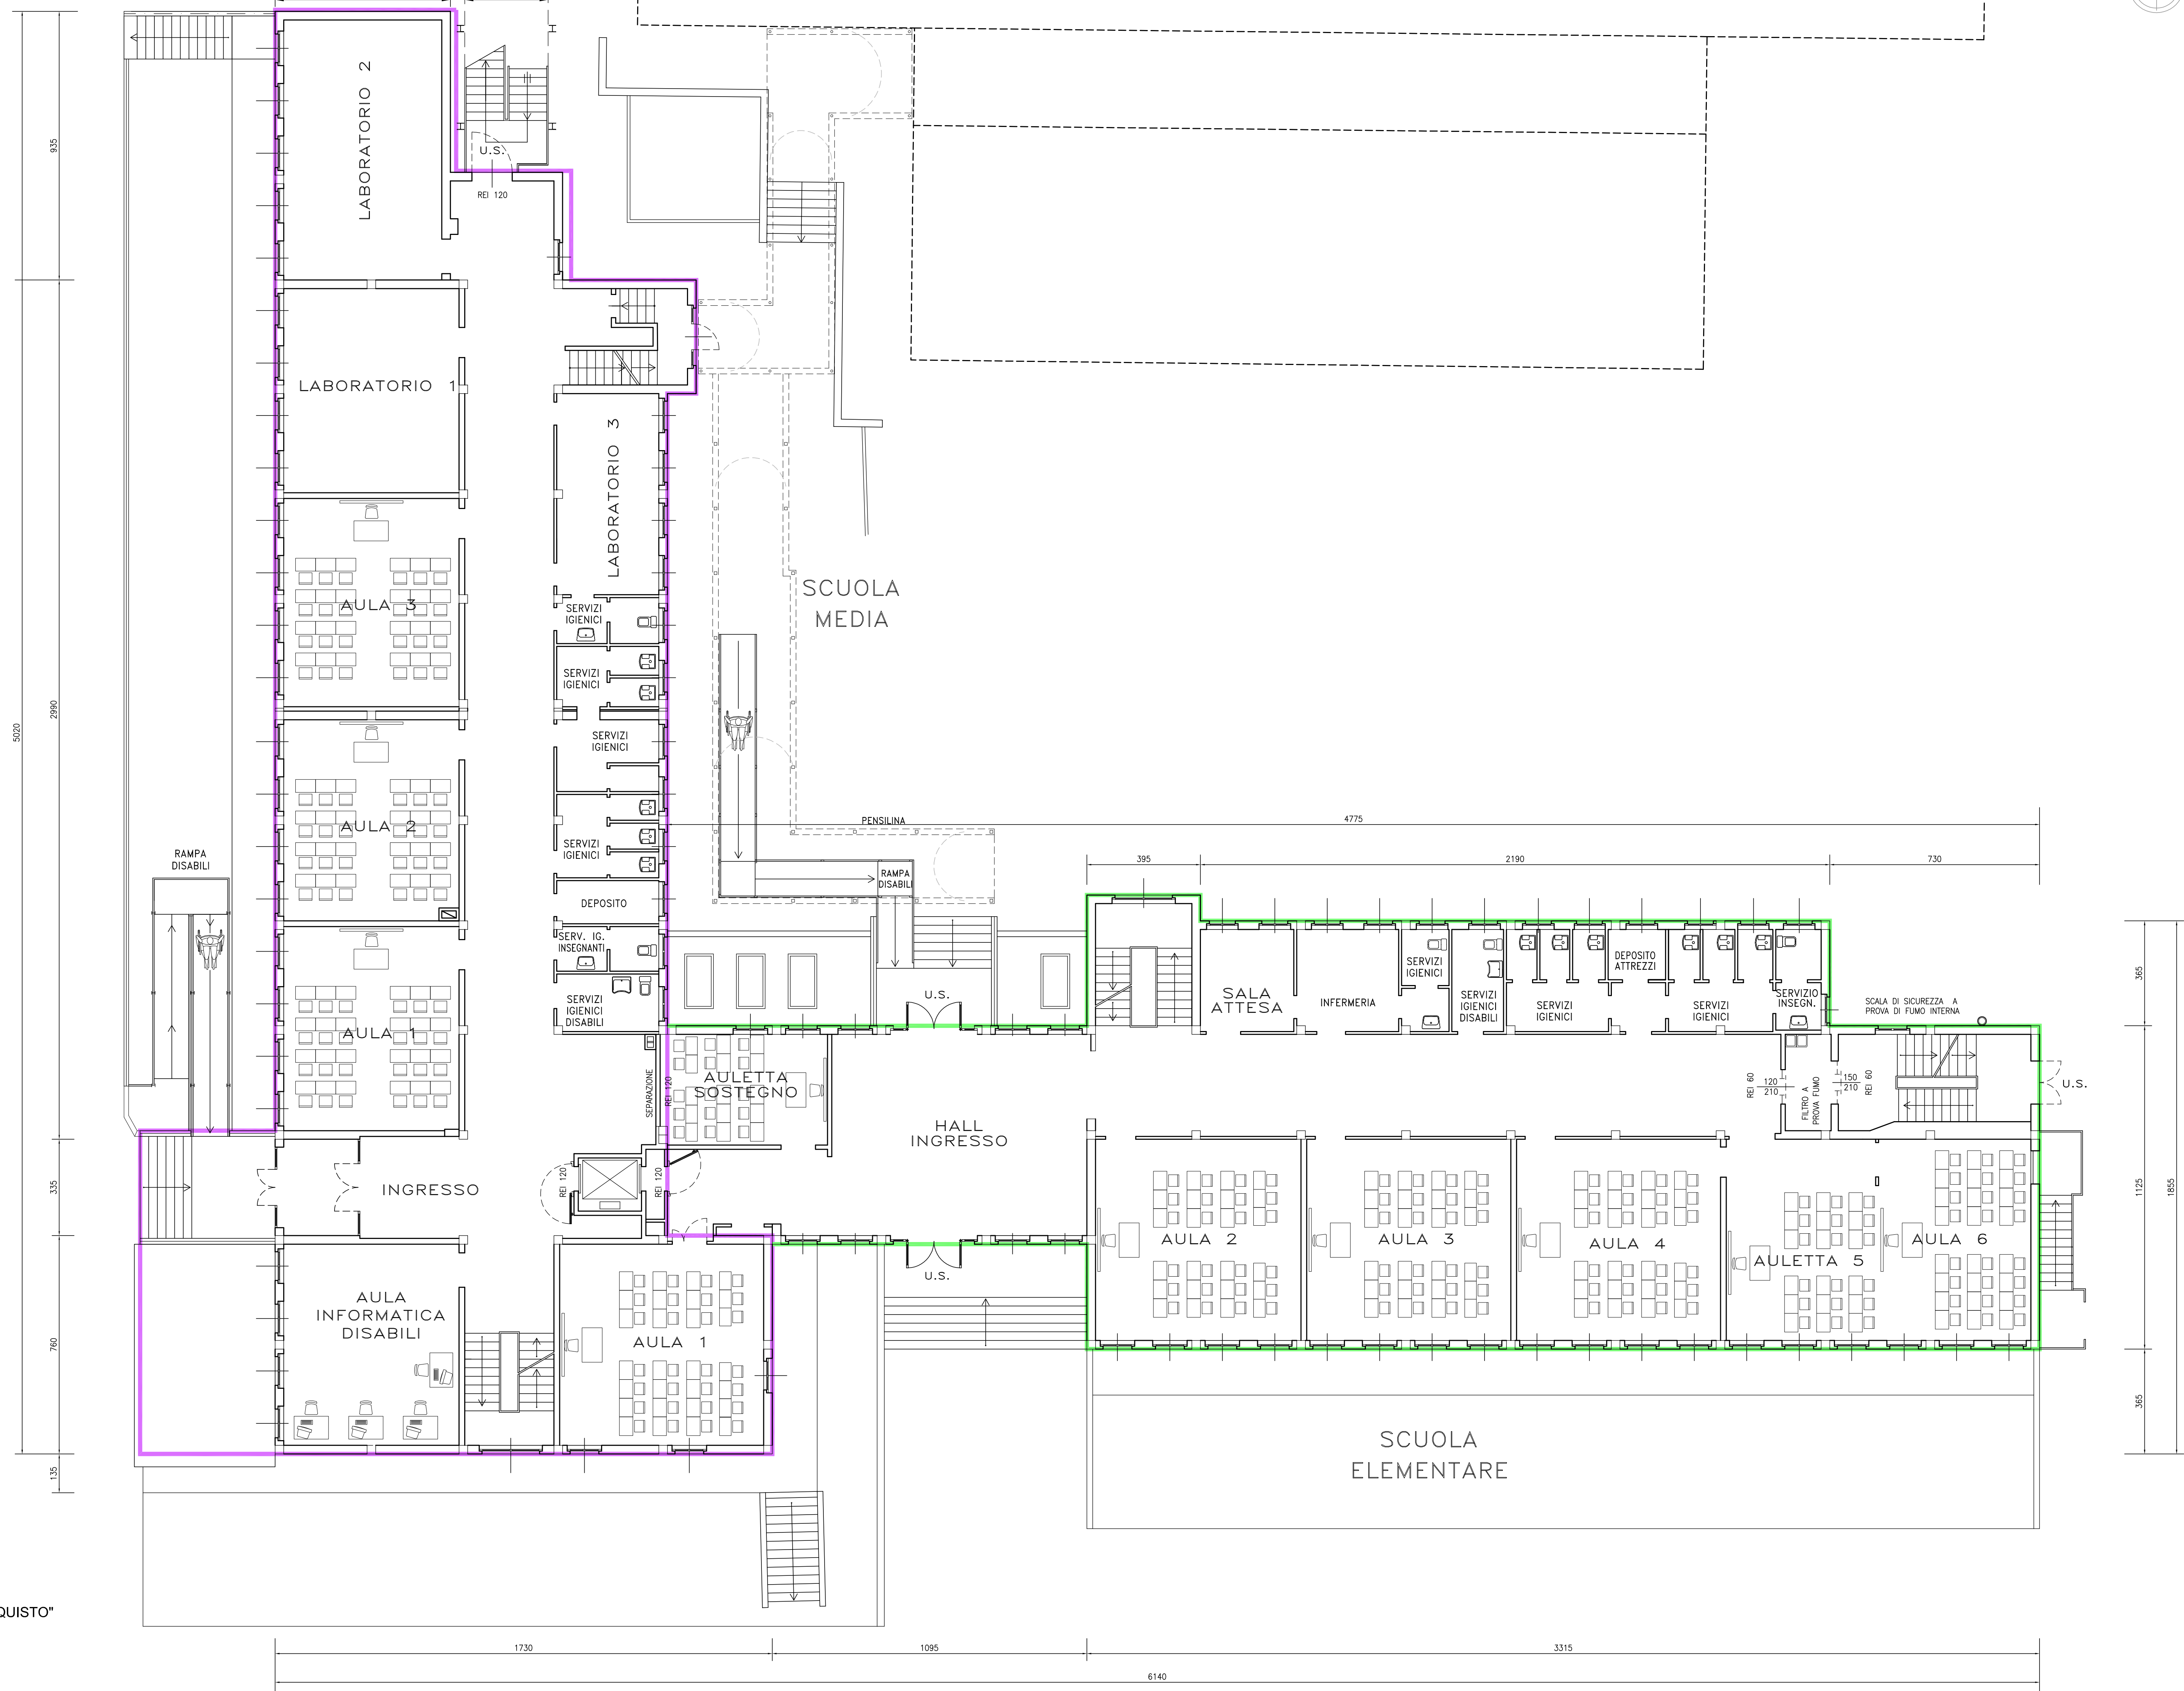 LABORATORIO 2
U.S.
REI 120
935
LABORATORIO 1
LABORATORIO 3
SCUOLA
MEDIA
AULA 3
SERVIZI
IGIENICI
SERVIZI
IGIENICI
2990
5020
SERVIZI
IGIENICI
AULA 2
SERVIZI
IGIENICI
PENSILINA
4775
RAMPA
DISABILI
395
2190
730
RAMPA
DISABILI
DEPOSITO
SERV. IG.
INSEGNANTI
SERVIZI
IGIENICI
DISABILI
AULA 1
U.S.
SALA
ATTESA
INFERMERIA
SERVIZI
IGIENICI
SERVIZI
IGIENICI
DISABILI
SERVIZI
IGIENICI
DEPOSITO
ATTREZZI
SERVIZI
IGIENICI
SERVIZIO
INSEGN.
SCALA DI SICUREZZA A
PROVA DI FUMO INTERNA
365
SEPARAZIONE
REI 120
AULETTA
SOSTEGNO
HALL
INGRESSO
REI 60
120
210
FILTRO A
PROVA FUMO
150
210
REI 60
U.S.
335
INGRESSO
REI 120
REI 120
1125
1855
AULA
INFORMATICA
DISABILI
AULA 1
U.S.
AULA 2
AULA 3
AULA 4
AULETTA 5
AULA 6
760
365
135
SCUOLA
ELEMENTARE
QUISTO"
1730
1095
3315
6140